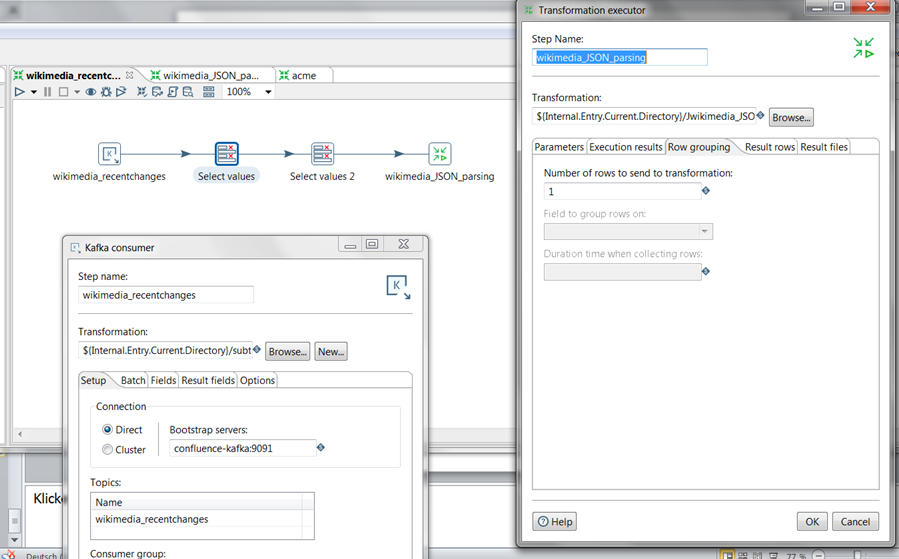 wikimedia_recentc...
wikimedia_JSON_pa...
acme
100%
wikimedia_recentchanges
Select values
Select values 2
wikimedia_JSON_parsing
Kafka consumer
Step name:
wikimedia_recentchanges
Transformation:
${Internal.Entry.Current.Directory}/subt
Browse...
New...
Setup
Batch
Fields
Result fields
Options
Connection
Direct
Cluster
Bootstrap servers:
confluence-kafka:9091
Topics:
Name
wikimedia_recentchanges
Consumer group:
Transformation executor
Step Name:
wikimedia_JSON_parsing
Transformation:
${Internal.Entry.Current.Directory}/Jwikimedia_JSO
Browse...
Parameters
Execution results
Row grouping
Result rows
Result files
Number of rows to send to transformation:
1
Field to group rows on:
Duration time when collecting rows:
Help
OK
Cancel
Klicke
Deutsch
77 %